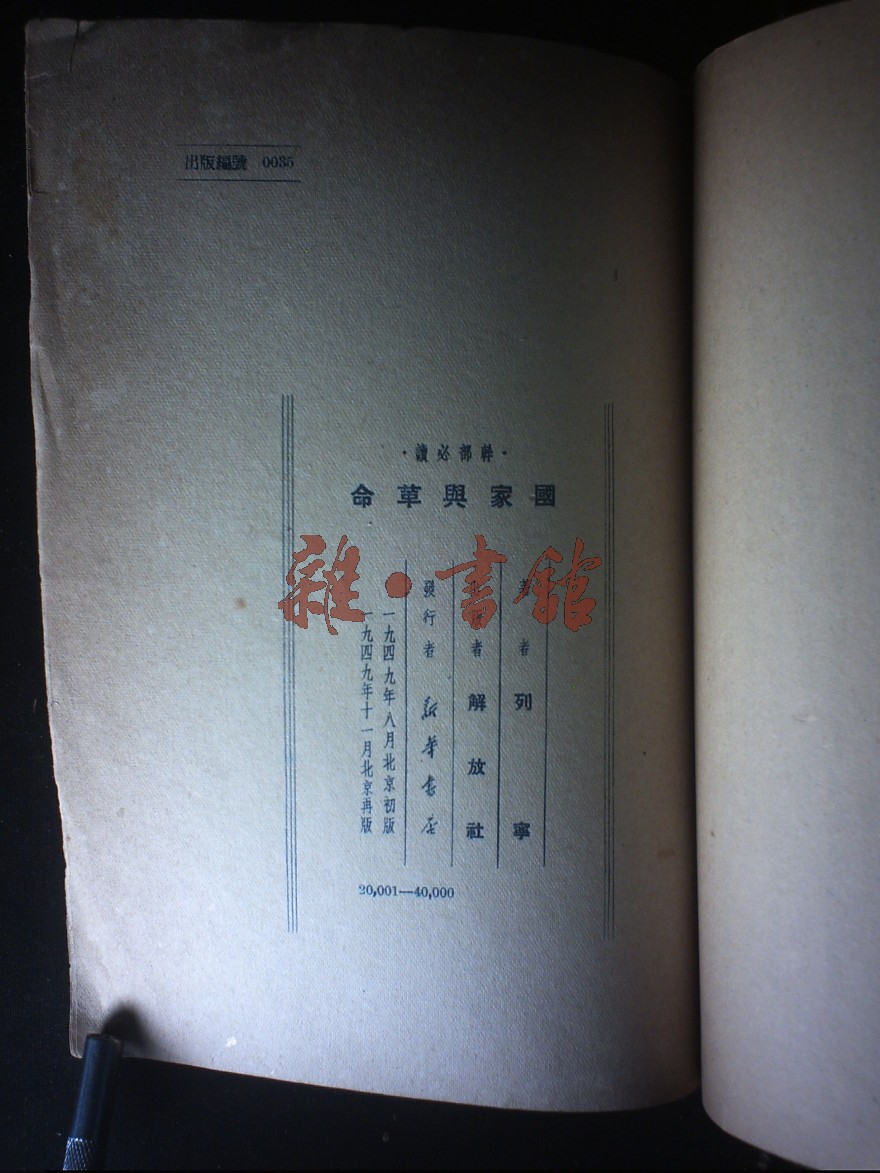 出版編號 0035
·幹部必讀·
國家與革命
著者 列寧
者 解放社
發行者 新華書店
一九四九年八月北京初版
一九四九年十一月北京再版
20,001—40,000
雜·書館